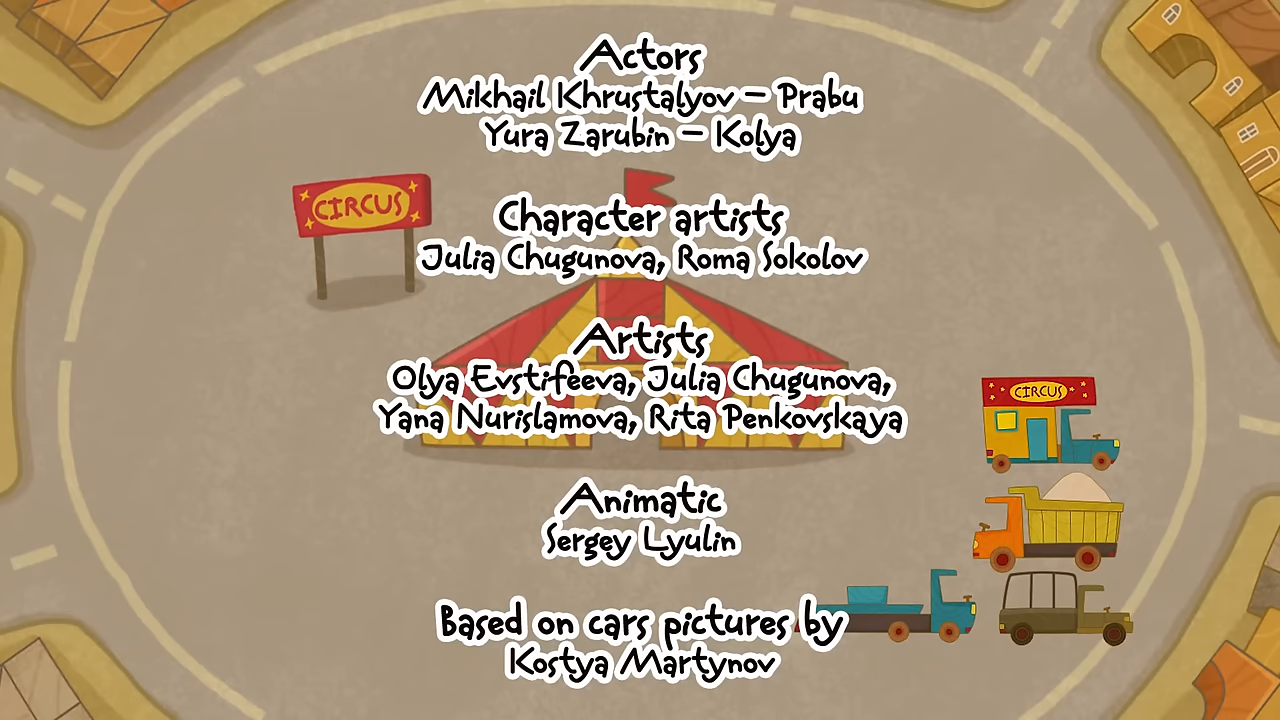 Actors
Mikhail Khrustalyov – Prabu
Yura Zarubin – Kolya
CIRCUS
Character artists
Julia Chugunova, Roma Sokolov
Artists
Olya Evstifeeva, Julia Chugunova,
Yana Nurislamova, Rita Penkovskaya
CIRCUS
Animatic
Sergey Lyulin
Based on cars pictures by
Kostya Martynov